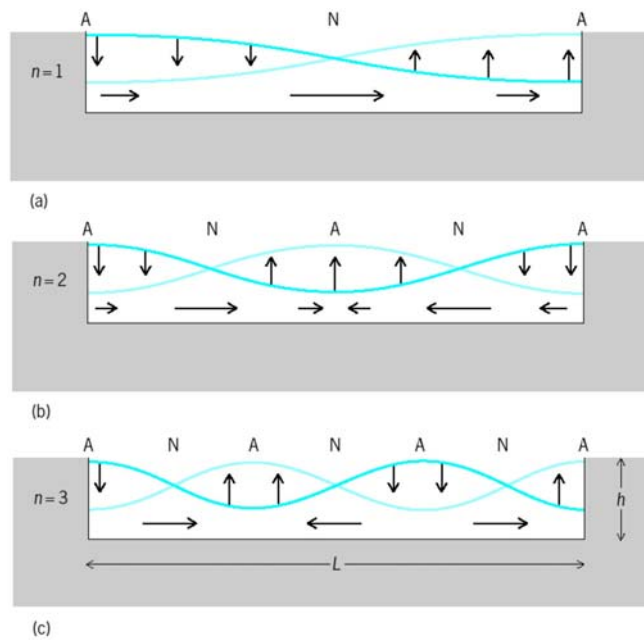 A N A
n=1
(a)
A N A N A
n=2
(b)
A N A N A N A
n=3
h
L
(c)